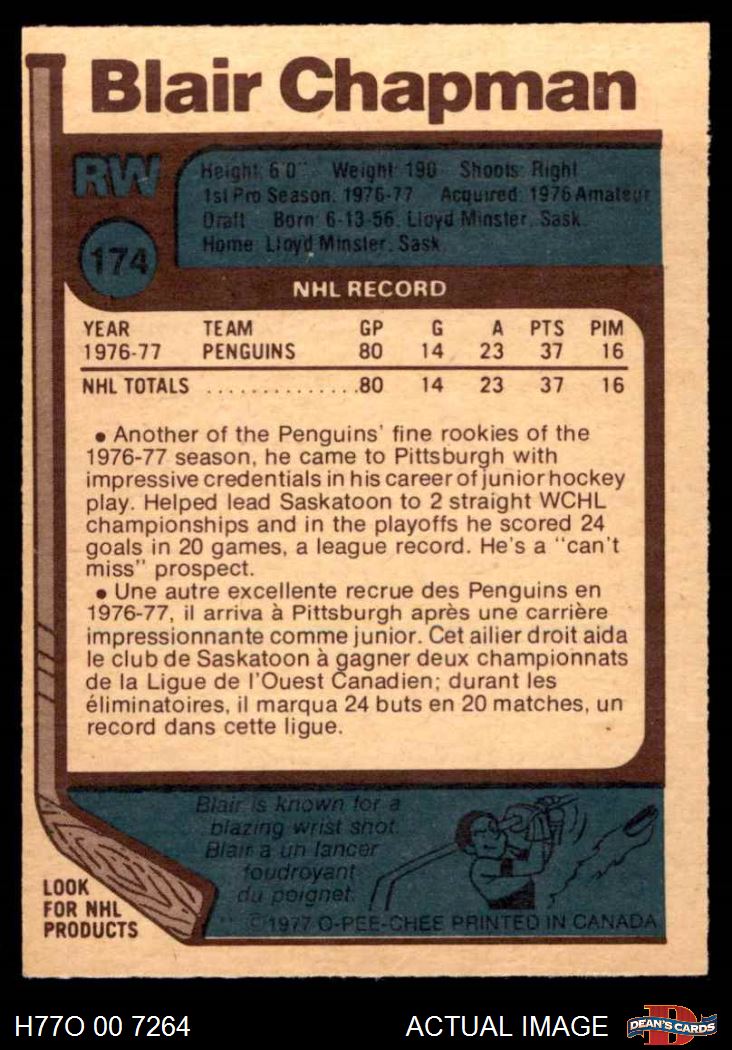 Blair Chapman
RW
Height: 6'0" Weight: 190 Shoots: Right
1st Pro Season: 1976-77 Acquired: 1976 Amateur
Draft Born: 6-13-56, Lloyd Minster, Sask.
Home: Lloyd Minster, Sask.
174
NHL RECORD
YEAR TEAM GP G A PTS PIM
1976-77 PENGUINS 80 14 23 37 16
NHL TOTALS ...............80 14 23 37 16
• Another of the Penguins' fine rookies of the
1976-77 season, he came to Pittsburgh with
impressive credentials in his career of junior hockey
play. Helped lead Saskatoon to 2 straight WCHL
championships and in the playoffs he scored 24
goals in 20 games, a league record. He's a "can't
miss" prospect.
• Une autre excellente recrue des Penguins en
1976-77, il arriva à Pittsburgh après une carrière
impressionnante comme junior. Cet ailier droit aida
le club de Saskatoon à gagner deux championnats
de la Ligue de l'Ouest Canadien; durant les
éliminatoires, il marqua 24 buts en 20 matches, un
record dans cette ligue.
Blair is known for a
blazing wrist shot.
Blair a un lancer
foudroyant
du poignet.
LOOK
FOR NHL
PRODUCTS
©1977 O-PEE-CHEE PRINTED IN CANADA
H77O 00 7264 ACTUAL IMAGE DEAN'S CARDS